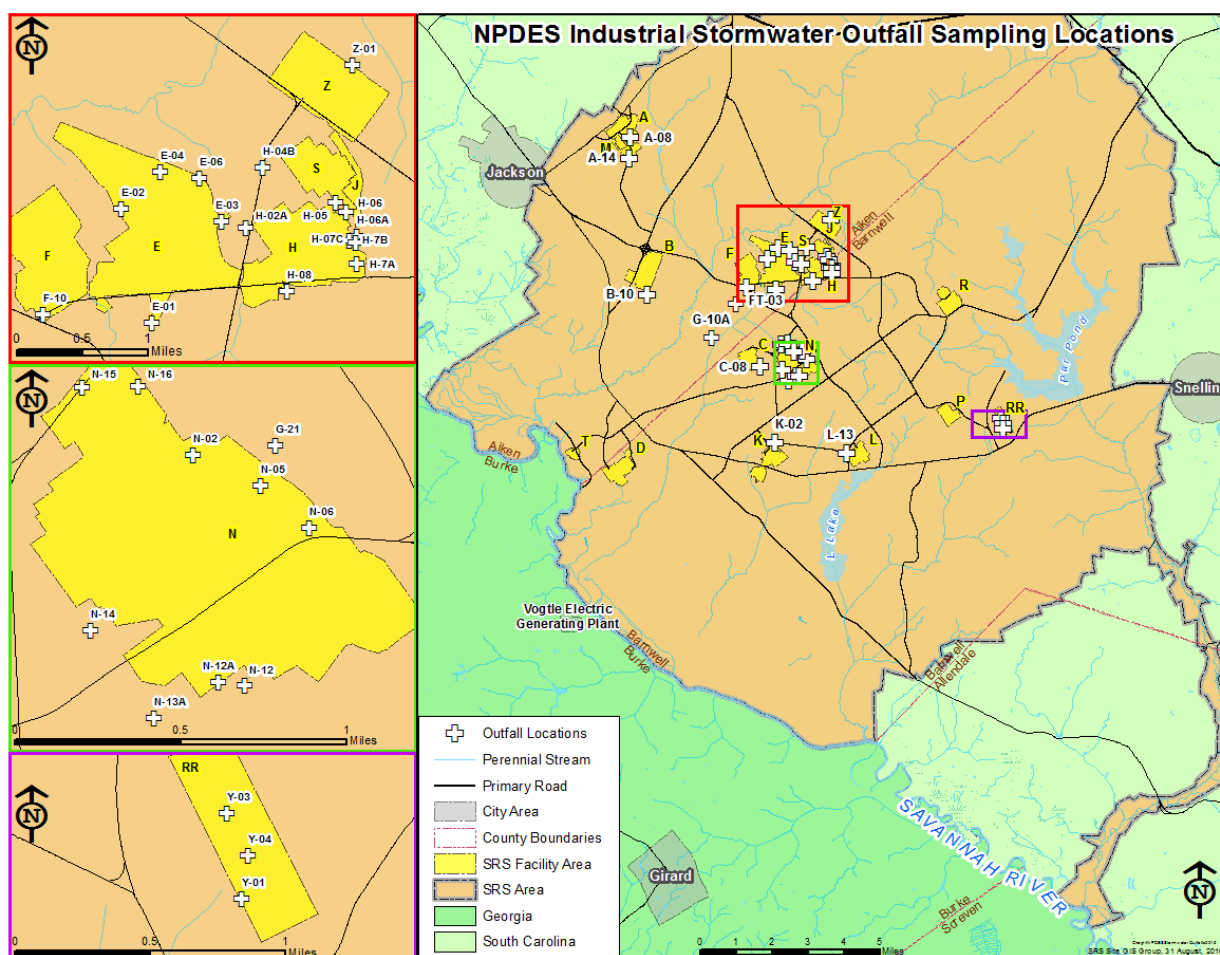 NPDES Industrial Stormwater Outfall Sampling Locations
N
Z-01
Z
E-04
E-06
H-04B
S
J
E-02
E-03
H-02A
H-05
H-06
H-06A
H-07C
H-7B
H-7A
F
E
H
H-08
F-10
E-01
0 0.5 1
Miles
N
N-15
N-16
N-02
G-21
N-05
N-06
N
N-14
N-12A
N-12
N-13A
0 0.5 1
Miles
N
RR
Y-03
Y-04
Y-01
0 0.5 1
Miles
A
A-08
M
A-14
Jackson
Z
J
Aiken
Barnwell
B
E
S
F
H
R
B-10
FT-03
G-10A
C
N
C-08
Par Pond
Snellin
P
RR
K-02
L-13
T
K
L
D
Aiken
Burke
L Lake
Vogtle Electric
Generating Plant
Barnwell
Burke
Barnwell
Allendale
SAVANNAH RIVER
Girard
Burke
Screven
Outfall Locations
Perennial Stream
Primary Road
City Area
County Boundaries
SRS Facility Area
SRS Area
Georgia
South Carolina
N
0 1 2 3 4 5
Miles